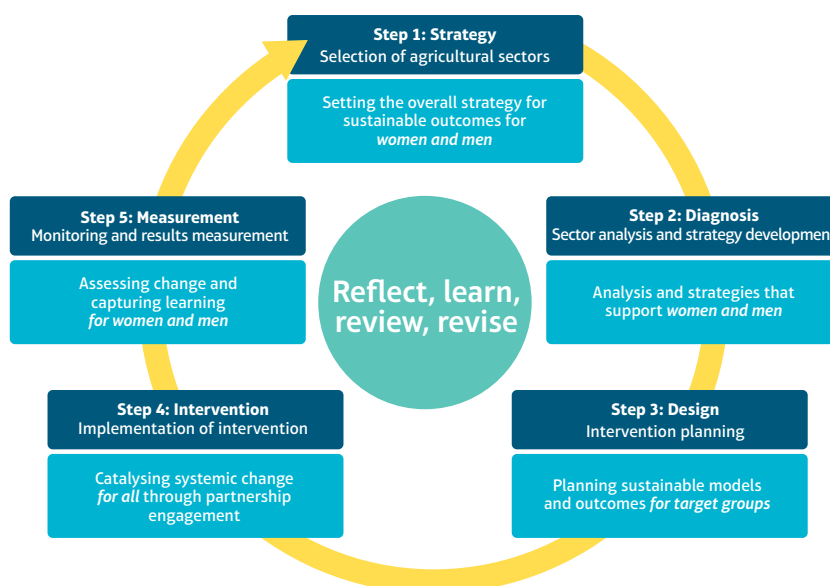 Step 1: Strategy
Selection of agricultural sectors
Setting the overall strategy for
sustainable outcomes for
women and men
Step 2: Diagnosis
Sector analysis and strategy development
Analysis and strategies that
support women and men
Step 3: Design
Intervention planning
Planning sustainable models
and outcomes for target groups
Step 4: Intervention
Implementation of intervention
Catalysing systemic change
for all through partnership
engagement
Step 5: Measurement
Monitoring and results measurement
Assessing change and
capturing learning
for women and men
Reflect, learn,
review, revise